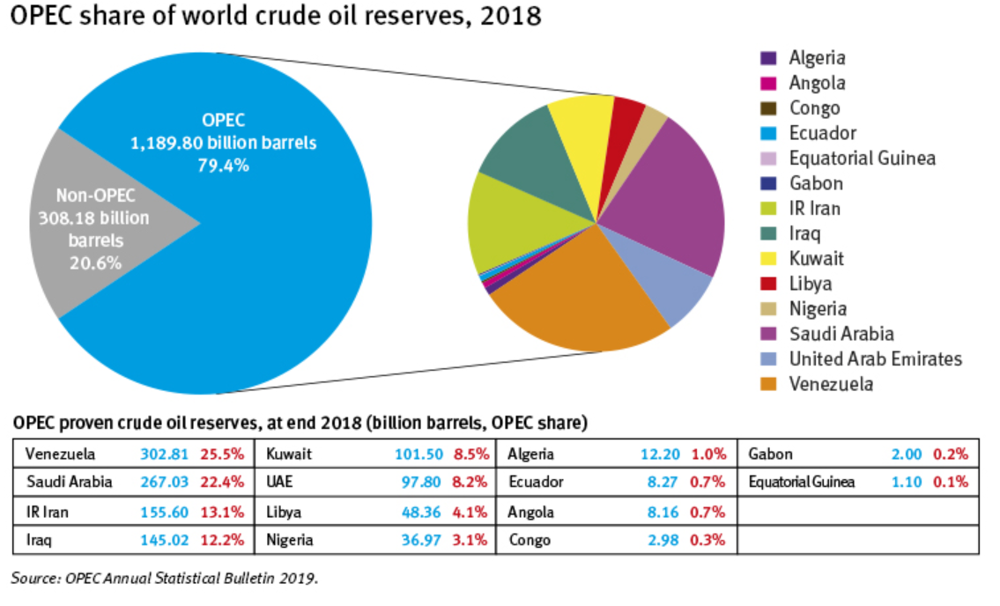 OPEC share of world crude oil reserves, 2018
OPEC
1,189.80 billion barrels
79.4%
Non-OPEC
308.18 billion
barrels
20.6%
Algeria
Angola
Congo
Ecuador
Equatorial Guinea
Gabon
IR Iran
Iraq
Kuwait
Libya
Nigeria
Saudi Arabia
United Arab Emirates
Venezuela
OPEC proven crude oil reserves, at end 2018 (billion barrels, OPEC share)
Venezuela 302.81 25.5% Kuwait 101.50 8.5% Algeria 12.20 1.0% Gabon 2.00 0.2%
Saudi Arabia 267.03 22.4% UAE 97.80 8.2% Ecuador 8.27 0.7% Equatorial Guinea 1.10 0.1%
IR Iran 155.60 13.1% Libya 48.36 4.1% Angola 8.16 0.7%
Iraq 145.02 12.2% Nigeria 36.97 3.1% Congo 2.98 0.3%
Source: OPEC Annual Statistical Bulletin 2019.